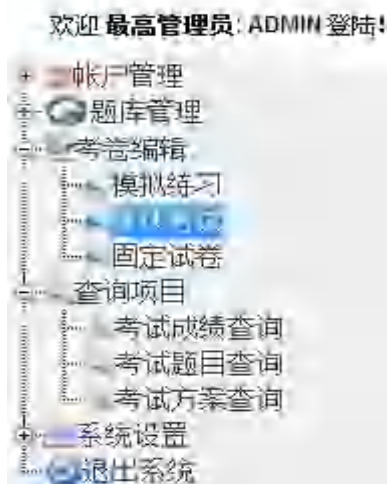 欢迎 最高管理员: ADMIN 登陆!
帐户管理
题库管理
考卷编辑
模拟练习
固定试卷
查询项目
考试成绩查询
考试题目查询
考试方案查询
系统设置
退出系统